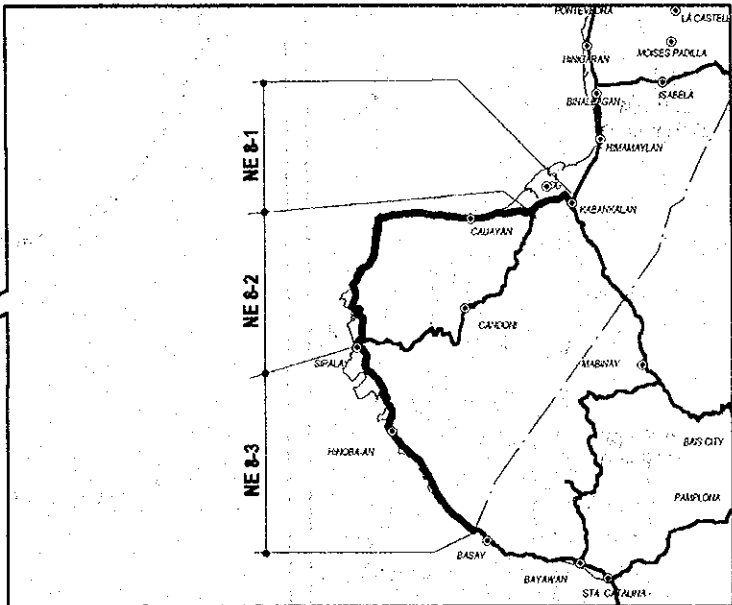 PONTEVEDRA
LA CASTELL
MOISES PADILLA
HINIGARAN
ISABELA
BINALBAGAN
HIMAMAYLAN
NE 8-1
KABANKALAN
CAUAYAN
NE 8-2
CANDONI
SIPALAY
MABINAY
HINOBA-AN
BAIS CITY
NE 8-3
PAMPLONA
BASAY
BAYAWAN
STA. CATALINA